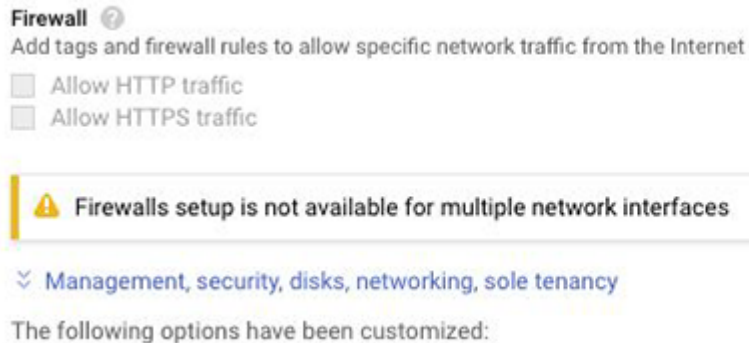 Firewall
Add tags and firewall rules to allow specific network traffic from the Internet
Allow HTTP traffic
Allow HTTPS traffic
Firewalls setup is not available for multiple network interfaces
Management, security, disks, networking, sole tenancy
The following options have been customized: